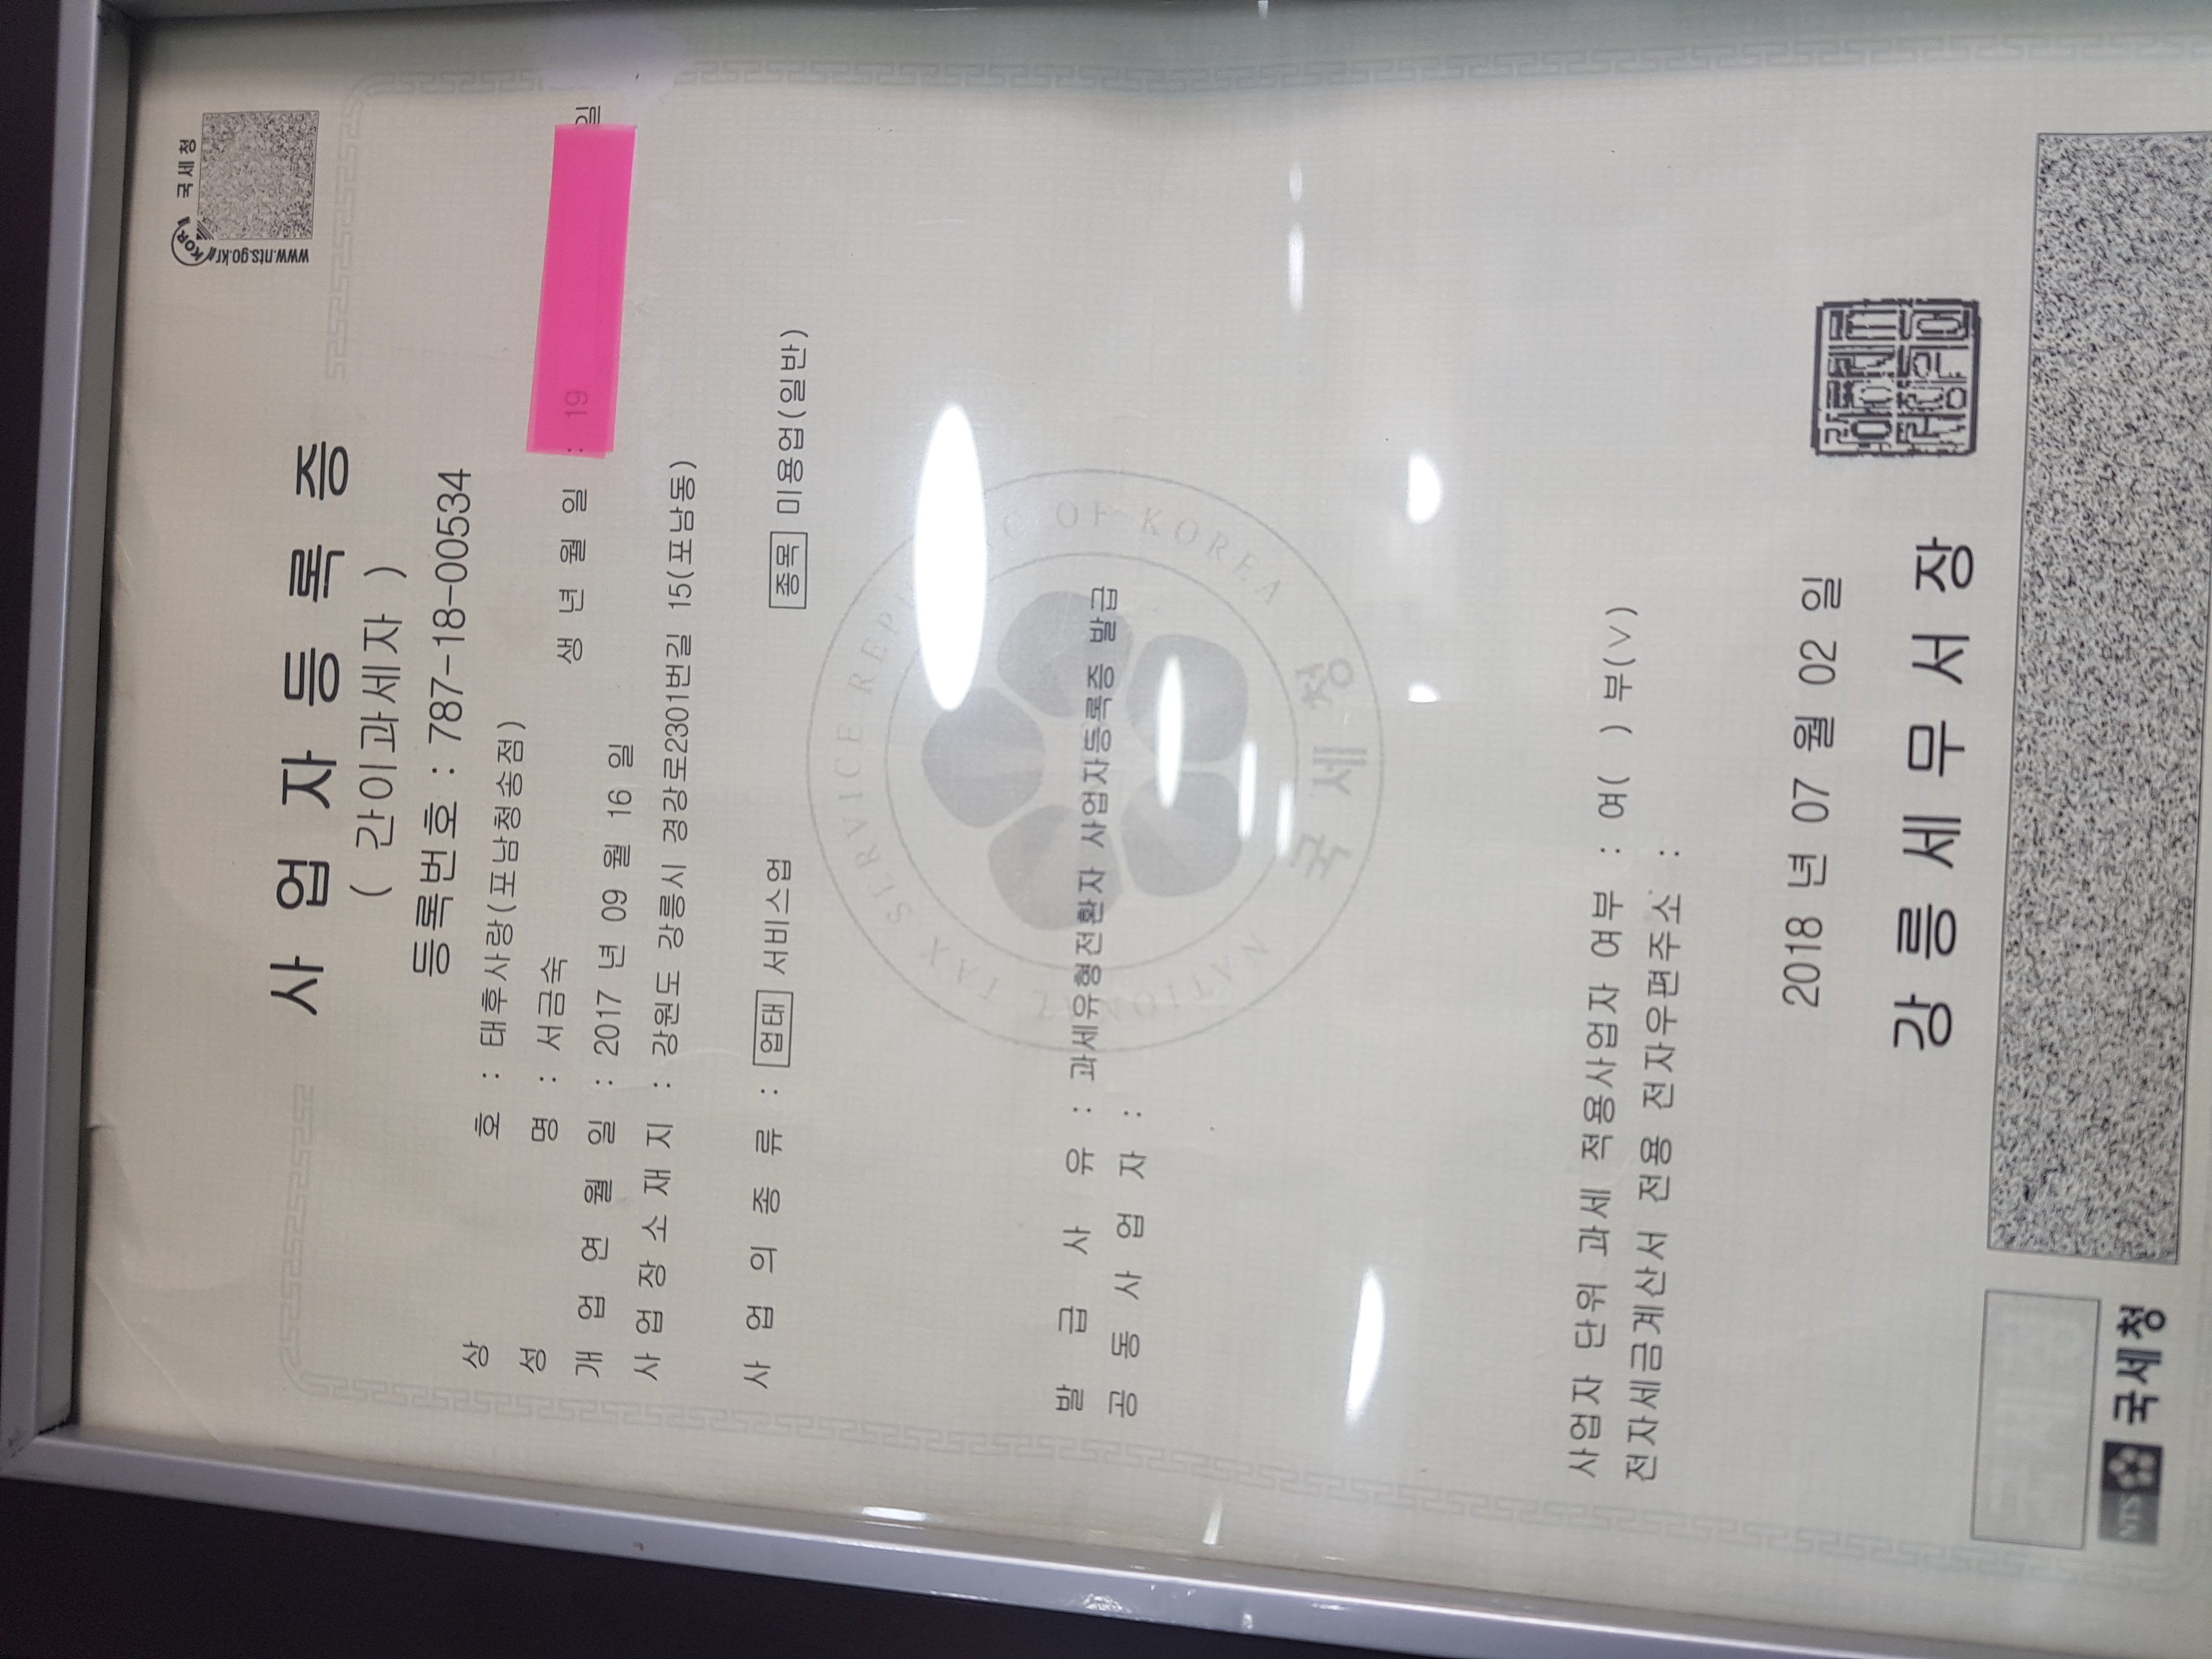 국세청
KOR
www.nts.go.kr
사업자등록증
( 간이과세자 )
등록번호 : 787-18-00534
상 호 : 태후사랑(포남청송점)
성 명 : 서금숙 생 년 월 일 : 19 일
개 업 연 월 일 : 2017 년 09 월 16 일
사 업 장 소 재 지 : 강원도 강릉시 경강로2301번길 15(포남동)
사 업 의 종 류 : 업태 서비스업 종목 미용업(일반)
발 급 사 유 : 과세유형전환자 사업자등록증 발급
공 동 사 업 자 :
국세청
사업자 단위 과세 적용사업자 여부 : 여( ) 부(∨)
전자세금계산서 전용 전자우편주소 :
2018 년 07 월 02 일
강 릉 세 무 서 장
NTS 국세청